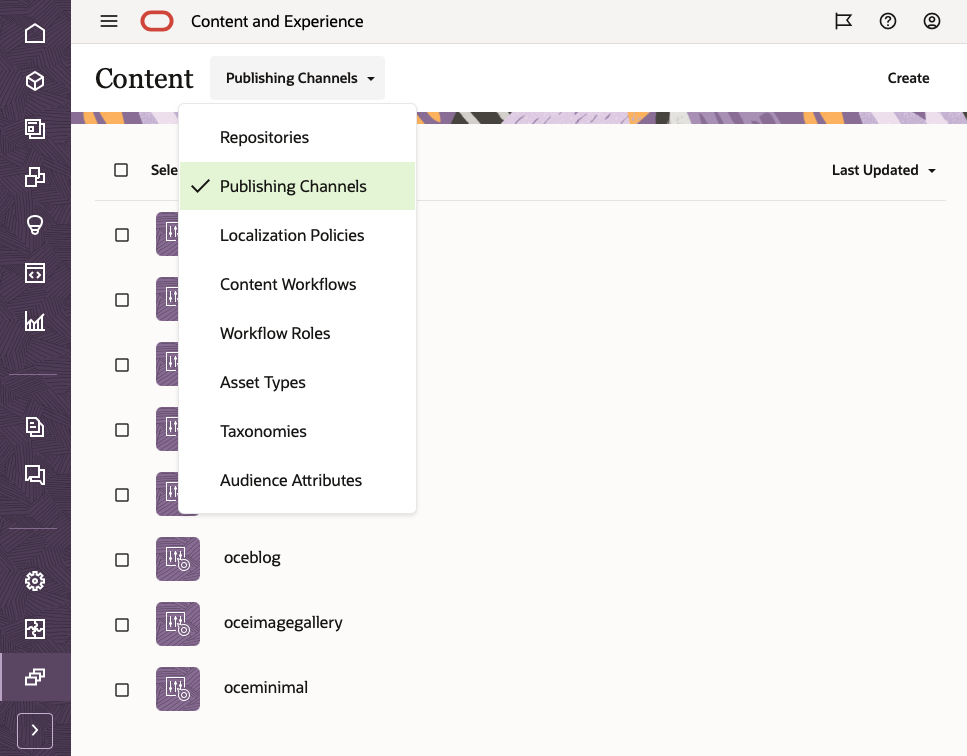 Content and Experience
Content
Publishing Channels
Create
Repositories
Last Updated
Publishing Channels
Localization Policies
Content Workflows
Workflow Roles
Asset Types
Taxonomies
Audience Attributes
oceblog
oceimagegallery
oceminimal